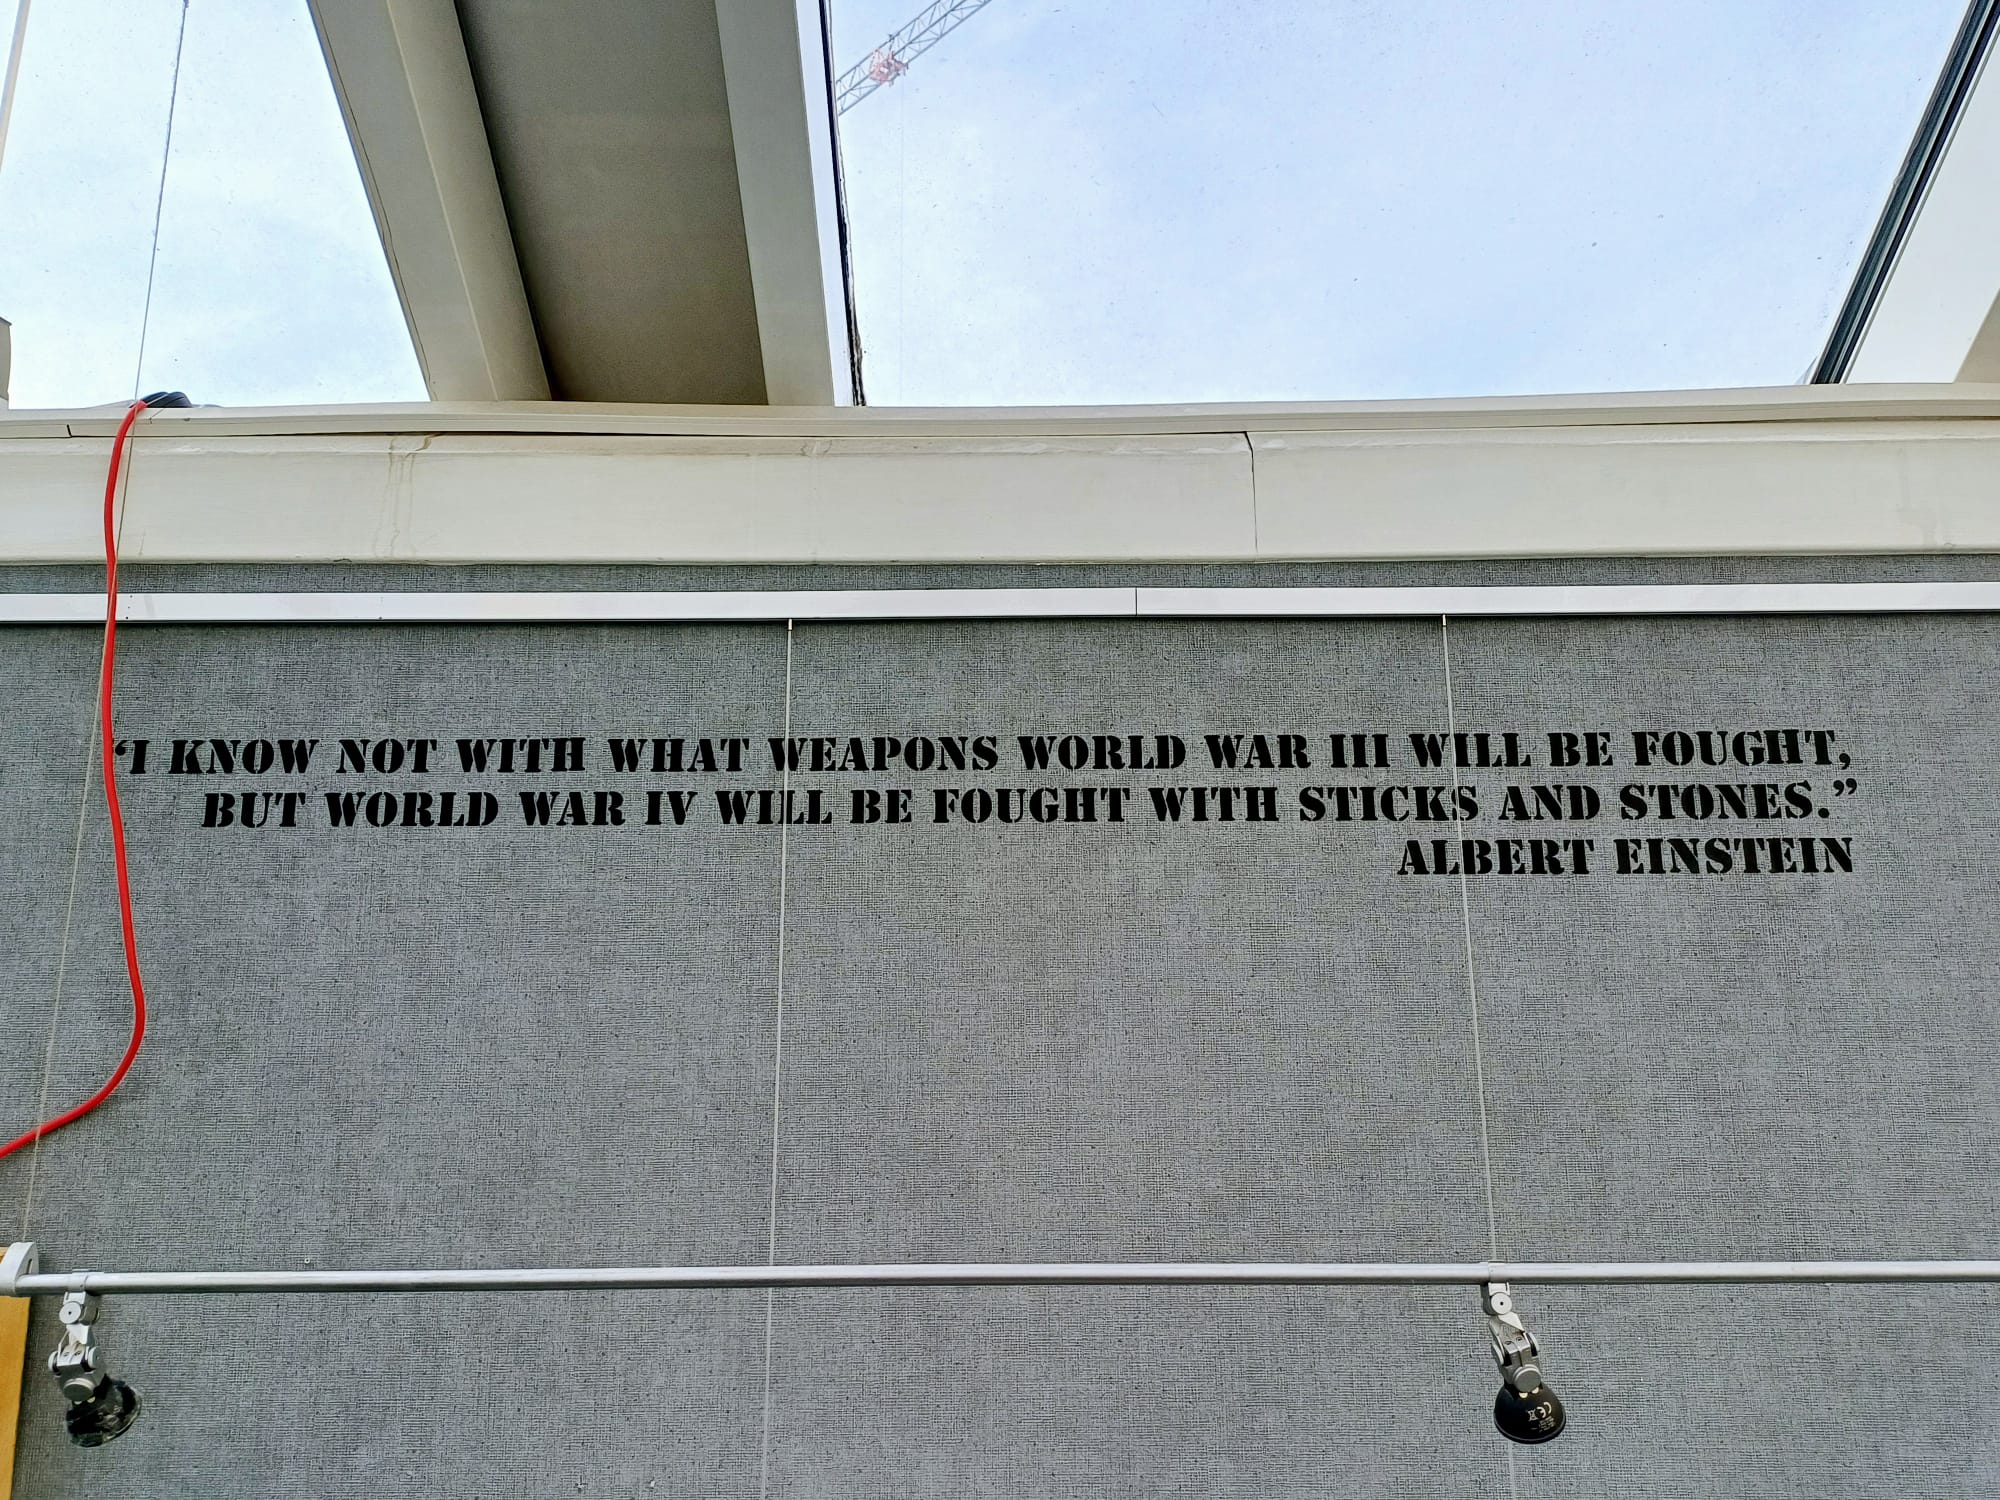 “I KNOW NOT WITH WHAT WEAPONS WORLD WAR III WILL BE FOUGHT,
BUT WORLD WAR IV WILL BE FOUGHT WITH STICKS AND STONES.”
ALBERT EINSTEIN
CE